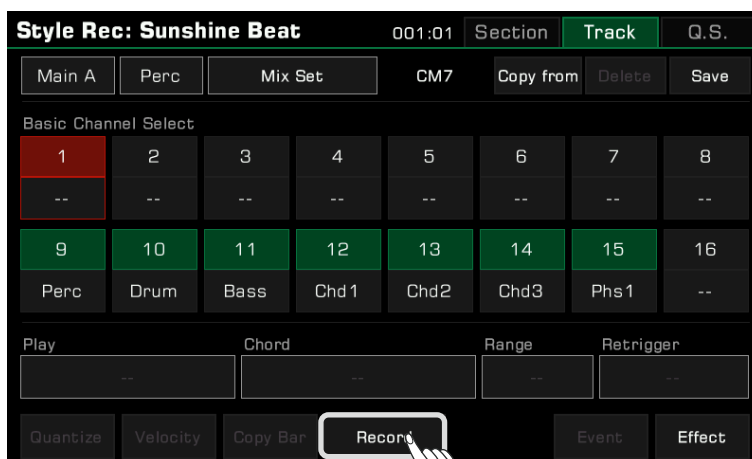 Style Rec: Sunshine Beat 001:01 Section Track Q.S.
Main A Perc Mix Set CM7 Copy from Delete Save
Basic Channel Select
1 2 3 4 5 6 7 8
-- -- -- -- -- -- -- --
9 10 11 12 13 14 15 16
Perc Drum Bass Chd1 Chd2 Chd3 Phs1 --
Play Chord Range Retrigger
-- -- -- --
Quantize Velocity Copy Bar Record Event Effect